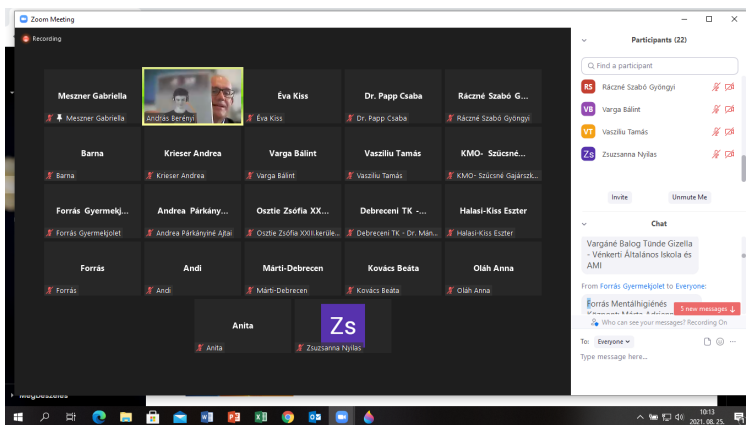 Zoom Meeting
Recording
Meszner Gabriella
Meszner Gabriella
András Berényi
Éva Kiss
Éva Kiss
Dr. Papp Csaba
Dr. Papp Csaba
Ráczné Szabó G...
Ráczné Szabó Gyöngyi
Barna
Barna
Krieser Andrea
Krieser Andrea
Varga Bálint
Varga Bálint
Vasziliu Tamás
Vasziliu Tamás
KMO- Szücsné...
KMO- Szücsné Gajárszk...
Forrás Gyermekj...
Forrás Gyermekjolet
Andrea Párkány...
Andrea Párkányiné Ajtai
Osztie Zsófia XX...
Osztie Zsófia XXIII.kerüle...
Debreceni TK -...
Debreceni TK - Dr. Mán...
Halasi-Kiss Eszter
Halasi-Kiss Eszter
Forrás
Forrás
Andi
Andi
Márti-Debrecen
Márti-Debrecen
Kovács Beáta
Kovács Beáta
Oláh Anna
Oláh Anna
Anita
Anita
Zs
Zsuzsanna Nyilas
Participants (22)
Find a participant
RS Ráczné Szabó Gyöngyi
VB Varga Bálint
VT Vasziliu Tamás
Zs Zsuzsanna Nyilas
Invite Unmute Me
Chat
Vargáné Balog Tünde Gizella
- Vénkerti Általános Iskola és
AMI
From Forrás Gyermekjolet to Everyone:
Forrás Mentálhigiénés
5 new messages
Who can see your messages? Recording On
To: Everyone
Type message here...
Megbeszélés
10:13
2021. 08. 25.